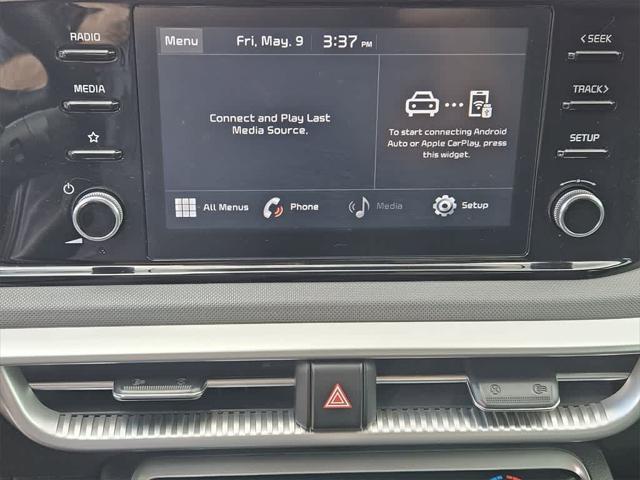 RADIO
MEDIA
Menu
Fri, May. 9
3:37 PM
Connect and Play Last
Media Source.
To start connecting Android
Auto or Apple CarPlay, press
this widget.
All Menus
Phone
Media
Setup
< SEEK
TRACK >
SETUP